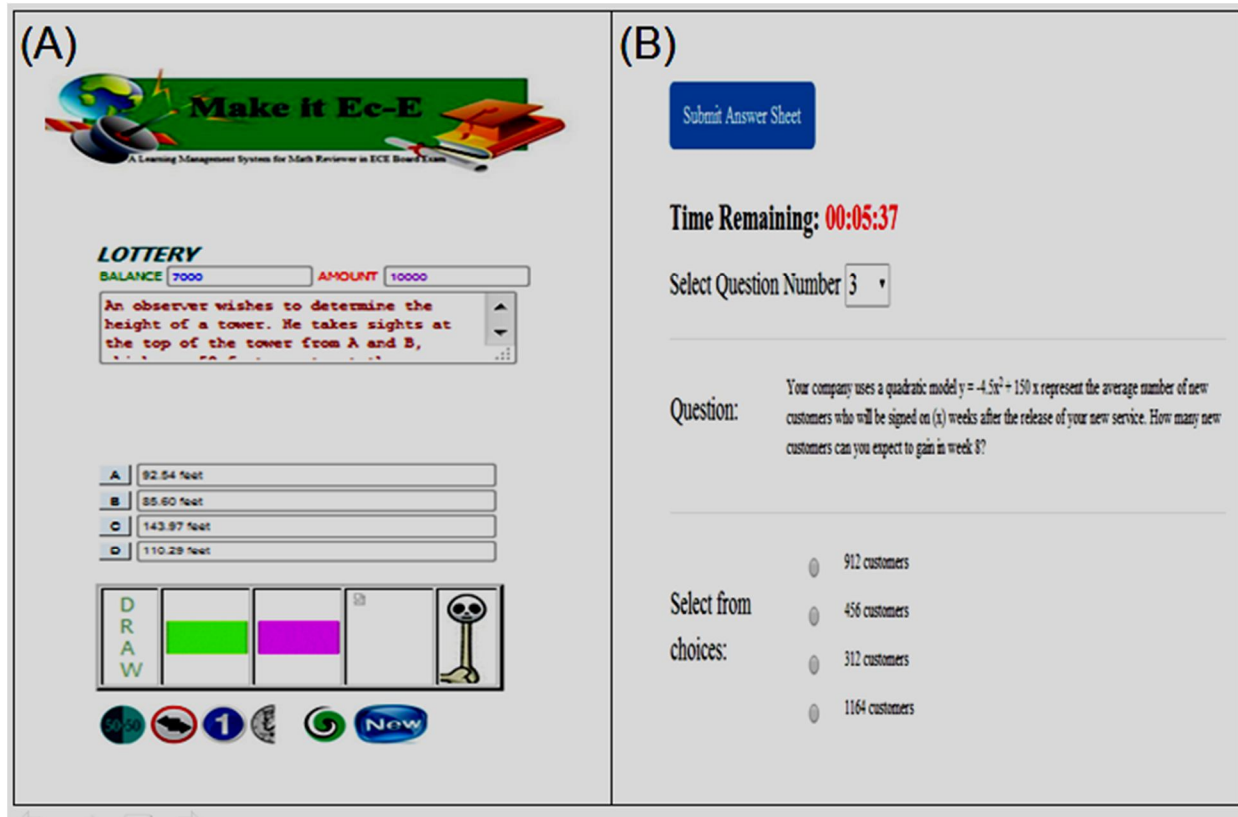 (A)
Make it Ec-E
A Learning Management System for Math Reviewer in ECE Board Exam
LOTTERY
BALANCE 7000 AMOUNT 10000
An observer wishes to determine the
height of a tower. He takes sights at
the top of the tower from A and B,
A 92.54 feet
B 85.60 feet
C 143.97 feet
D 110.29 feet
D
R
A
W
50-50
1
New
(B)
Submit Answer Sheet
Time Remaining: 00:05:37
Select Question Number 3
Question:
Your company uses a quadratic model y = -4.5x² + 150 x represent the average number of new
customers who will be signed on (x) weeks after the release of your new service. How many new
customers can you expect to gain in week 8?
Select from
choices:
912 customers
456 customers
312 customers
1164 customers